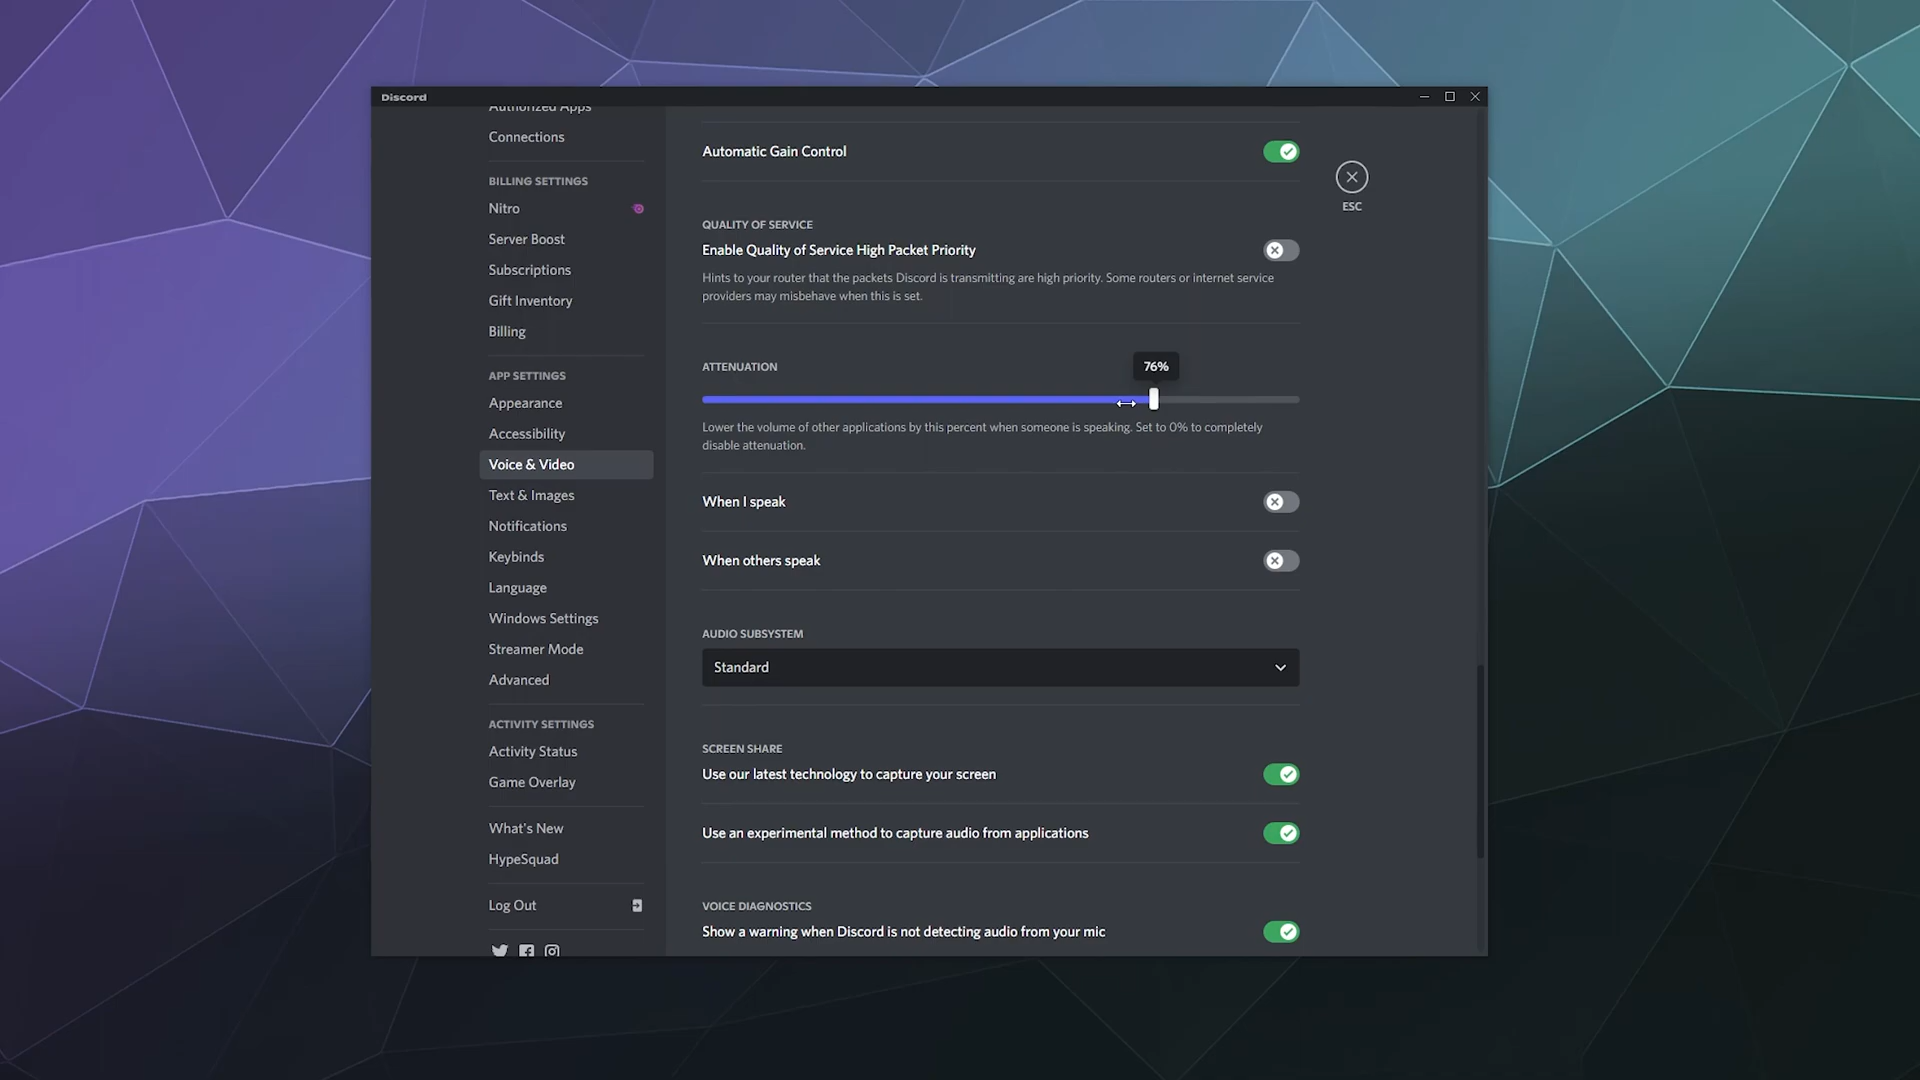 Discord
Authorized Apps
Connections
BILLING SETTINGS
Nitro
Server Boost
Subscriptions
Gift Inventory
Billing
APP SETTINGS
Appearance
Accessibility
Voice & Video
Text & Images
Notifications
Keybinds
Language
Windows Settings
Streamer Mode
Advanced
ACTIVITY SETTINGS
Activity Status
Game Overlay
What's New
HypeSquad
Log Out
Automatic Gain Control
ESC
QUALITY OF SERVICE
Enable Quality of Service High Packet Priority
Hints to your router that the packets Discord is transmitting are high priority. Some routers or internet service
providers may misbehave when this is set.
ATTENUATION
76%
Lower the volume of other applications by this percent when someone is speaking. Set to 0% to completely
disable attenuation.
When I speak
When others speak
AUDIO SUBSYSTEM
Standard
SCREEN SHARE
Use our latest technology to capture your screen
Use an experimental method to capture audio from applications
VOICE DIAGNOSTICS
Show a warning when Discord is not detecting audio from your mic